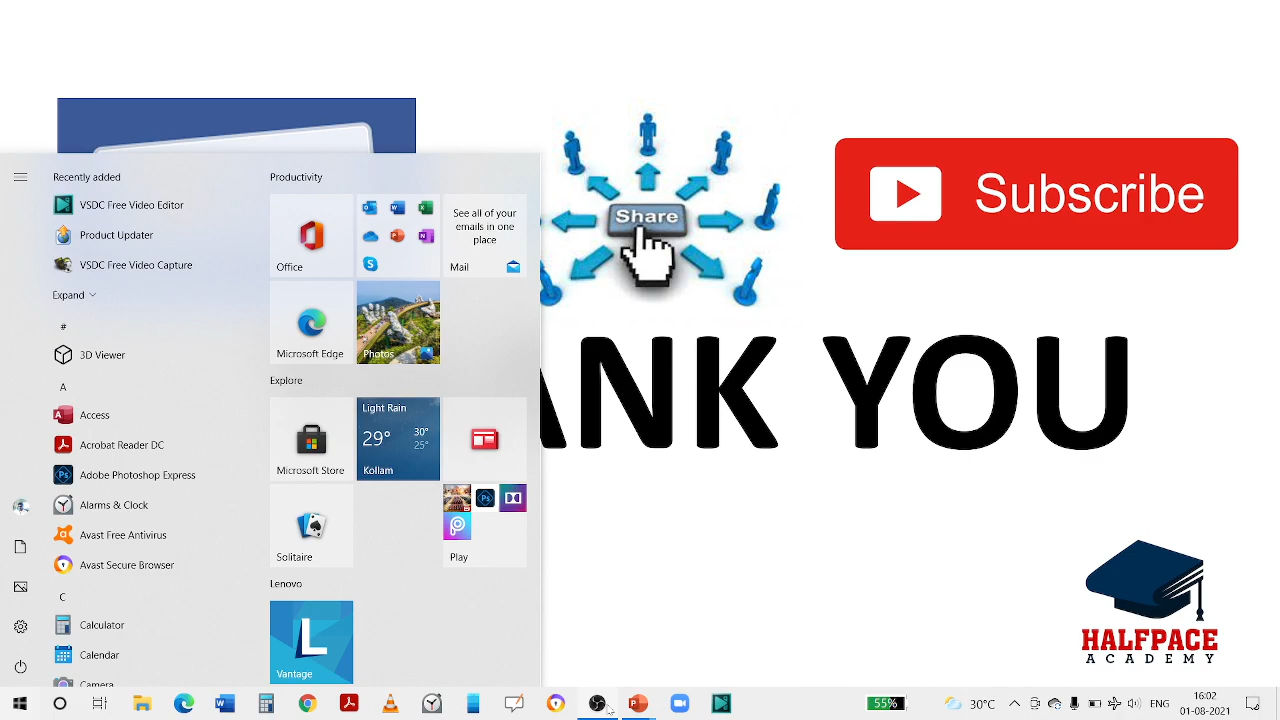 Share
Subscribe
ANK YOU
HALFPACE
ACADEMY
Recently added
VSDC Free Video Editor
Product Updater
VSDC Free Video Capture
Expand
#
3D Viewer
A
Access
Acrobat Reader DC
Adobe Photoshop Express
Alarms & Clock
Avast Free Antivirus
Avast Secure Browser
C
Calculator
Calendar
Camera
Productivity
Office
See all of your
emails in one
place
Mail
Microsoft Edge
Photos
Explore
Microsoft Store
Light Rain
29° 30°
25°
Kollam
Solitaire
Play
Lenovo
L
Vantage
55%
30°C
ENG
16:02
01-08-2021